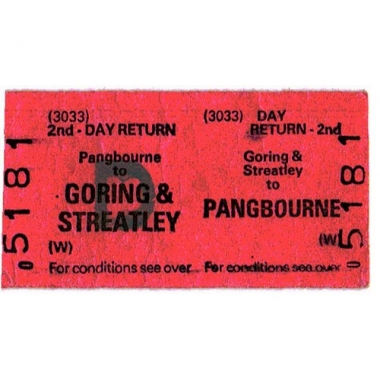 (3033)
2nd - DAY RETURN
Pangbourne
to
GORING &
STREATLEY
(W)
For conditions see over
(3033) DAY
RETURN - 2nd
Goring &
Streatley
to
PANGBOURNE
(W)
For conditions see over
05181
05181
D